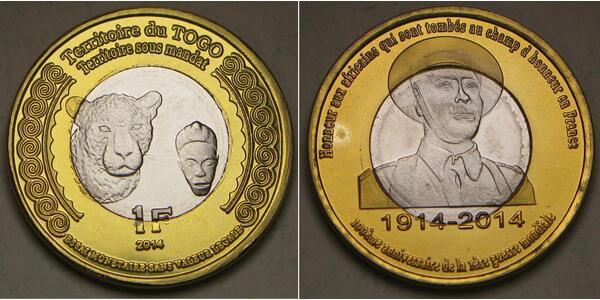 Territoire du TOGO
Territoire sous mandat
1F
2014
ESSAI MONETAIRE SANS VALEUR LEGALE
Honneur aux africains qui sont tombés au champ d'honneur en France
1914-2014
100ème anniversaire de la 1ère guerre mondiale